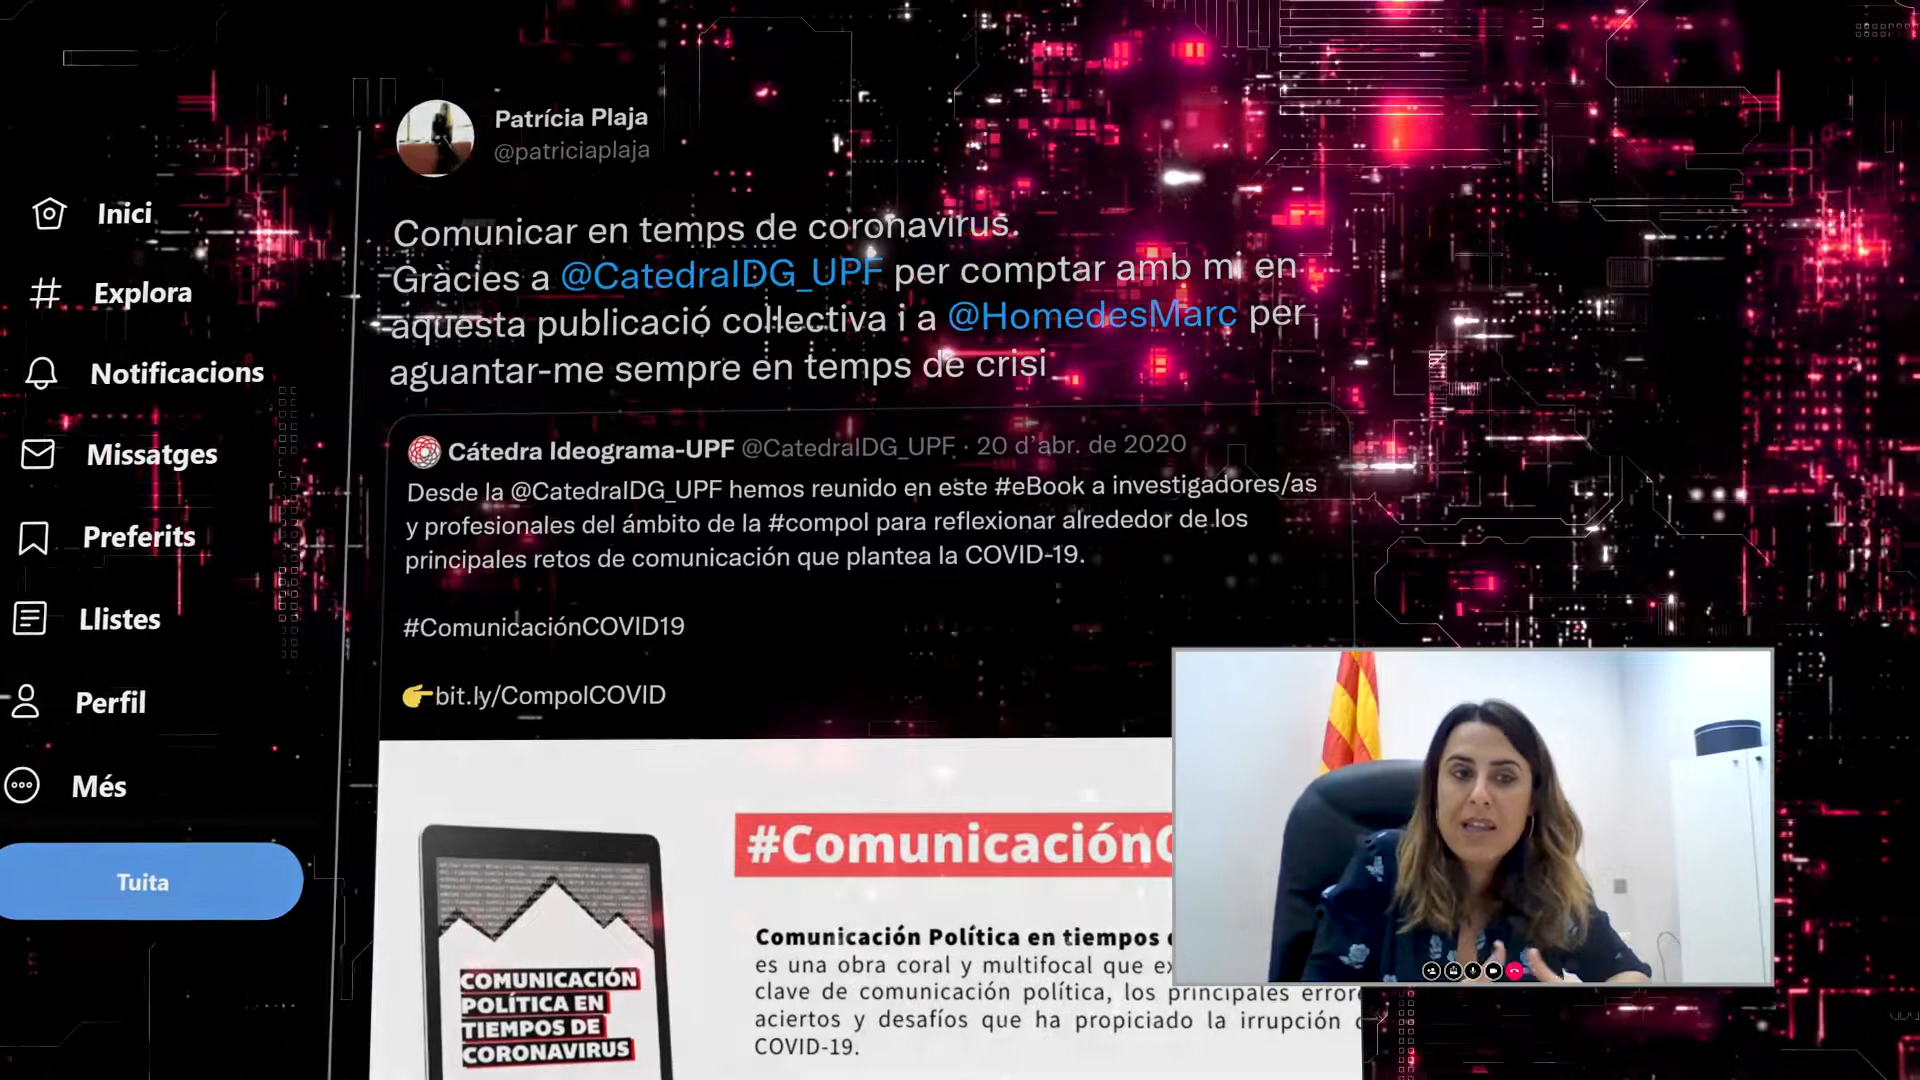 Patrícia Plaja
@patriciaplaja
Inici
Explora
Notificacions
Missatges
Preferits
Llistes
Perfil
Més
Tuita
Comunicar en temps de coronavirus.
Gràcies a @CatedraIDG_UPF per comptar amb mi en
aquesta publicació col·lectiva i a @HomedesMarc per
aguantar-me sempre en temps de crisi
Cátedra Ideograma-UPF @CatedraIDG_UPF · 20 d'abr. de 2020
Desde la @CatedraIDG_UPF hemos reunido en este #eBook a investigadores/as
y profesionales del ámbito de la #compol para reflexionar alrededor de los
principales retos de comunicación que plantea la COVID-19.
#ComunicaciónCOVID19
👉bit.ly/CompolCOVID
#Comunicación
Comunicación Política en tiempos
es una obra coral y multifocal que
clave de comunicación política, los principales
aciertos y desafíos que ha propiciado la irrupción
COVID-19.
COMUNICACIÓN
POLÍTICA EN
TIEMPOS DE
CORONAVIRUS